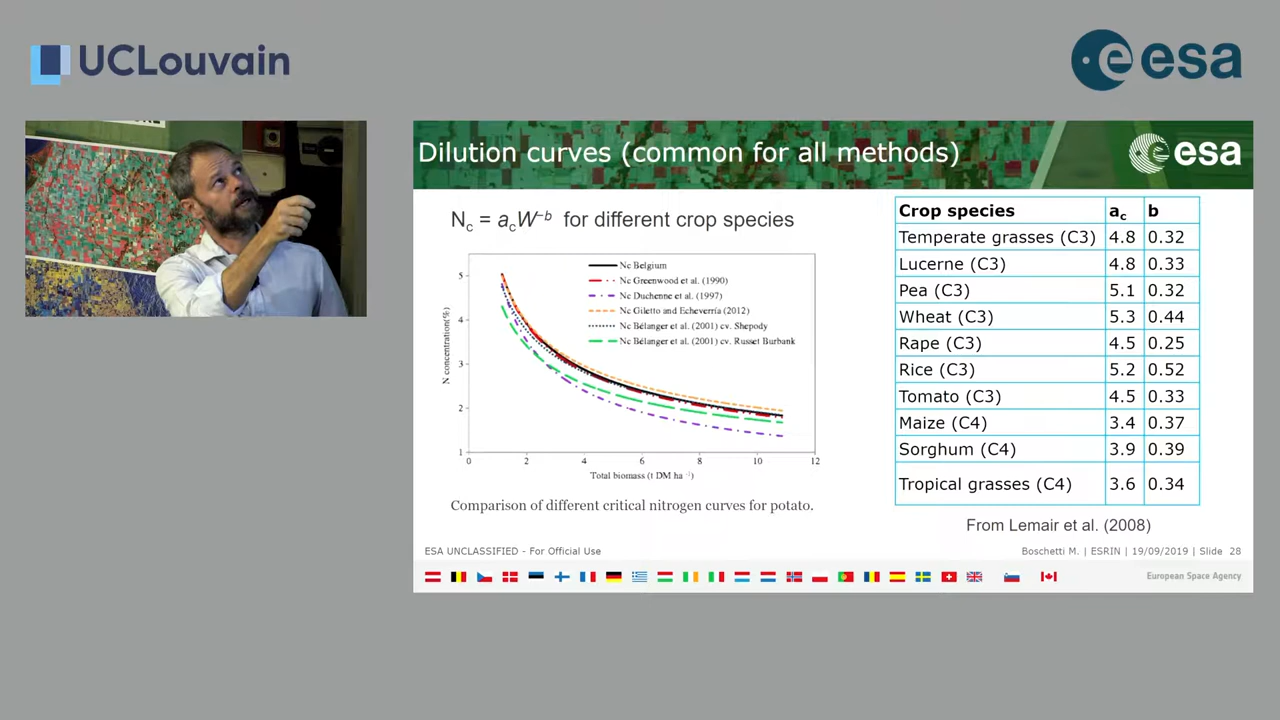 UCLouvain
esa
Dilution curves (common for all methods)
esa
Nc = acW−b for different crop species
Nc Belgium
Nc Greenwood et al. (1990)
Nc Duchenne et al. (1997)
Nc Giletto and Echeverría (2012)
Nc Bélanger et al. (2001) cv. Shepody
Nc Bélanger et al. (2001) cv. Russet Burbank
N concentration(%)
5
4
3
2
1
0 2 4 6 8 10 12
Total biomass (t DM ha -1)
Comparison of different critical nitrogen curves for potato.
Crop species ac b
Temperate grasses (C3) 4.8 0.32
Lucerne (C3) 4.8 0.33
Pea (C3) 5.1 0.32
Wheat (C3) 5.3 0.44
Rape (C3) 4.5 0.25
Rice (C3) 5.2 0.52
Tomato (C3) 4.5 0.33
Maize (C4) 3.4 0.37
Sorghum (C4) 3.9 0.39
Tropical grasses (C4) 3.6 0.34
From Lemair et al. (2008)
ESA UNCLASSIFIED - For Official Use
Boschetti M. | ESRIN | 19/09/2019 | Slide 28
European Space Agency